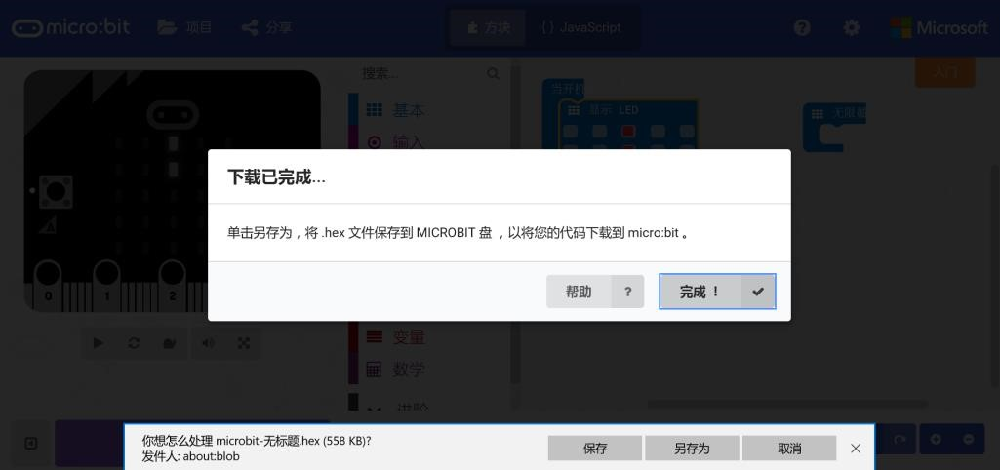 micro:bit 项目 分享 方块 { } JavaScript ? Microsoft
搜索... 入门
基本
输入
当开机
显示 LED
无限
下载已完成...
单击另存为，将 .hex 文件保存到 MICROBIT 盘 ，以将您的代码下载到 micro:bit 。
帮助 ? 完成 ！
0 1 2
变量
数学
进阶
你想怎么处理 microbit-无标题.hex (558 KB)?
发件人: about:blob
保存 另存为 取消